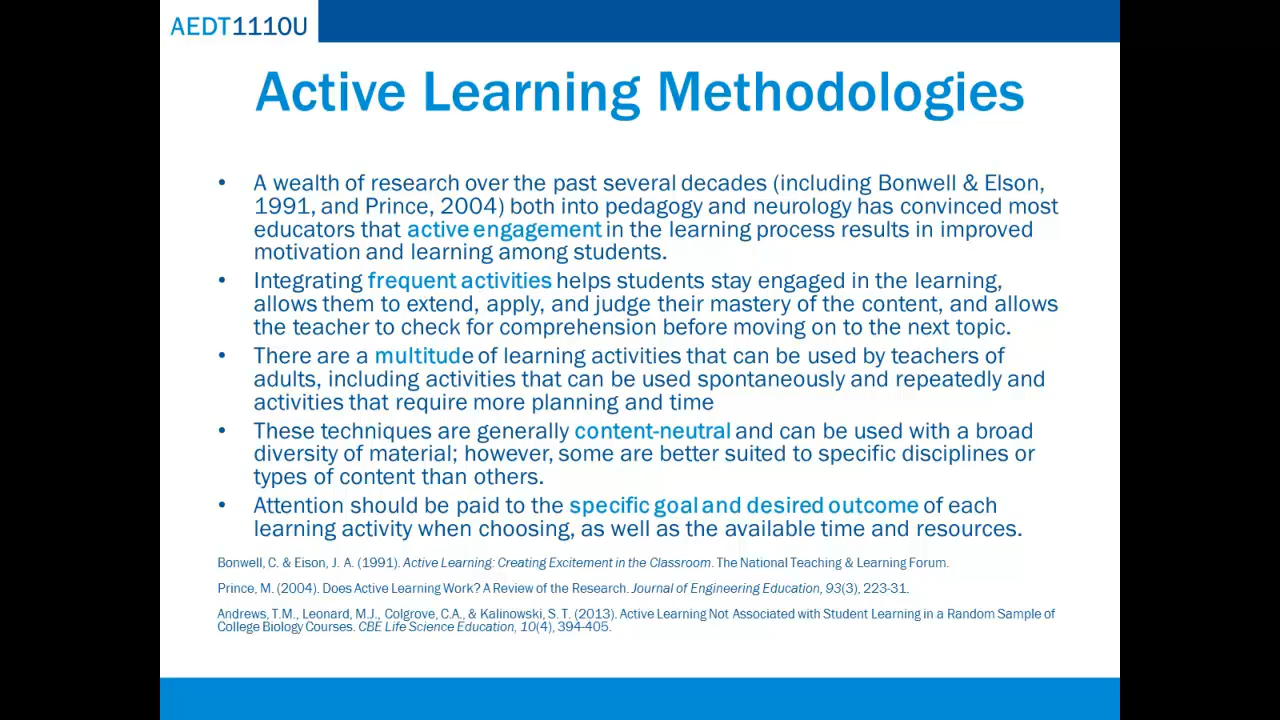 AEDT1110U
Active Learning Methodologies
• A wealth of research over the past several decades (including Bonwell & Elson,
1991, and Prince, 2004) both into pedagogy and neurology has convinced most
educators that active engagement in the learning process results in improved
motivation and learning among students.
• Integrating frequent activities helps students stay engaged in the learning,
allows them to extend, apply, and judge their mastery of the content, and allows
the teacher to check for comprehension before moving on to the next topic.
• There are a multitude of learning activities that can be used by teachers of
adults, including activities that can be used spontaneously and repeatedly and
activities that require more planning and time
• These techniques are generally content-neutral and can be used with a broad
diversity of material; however, some are better suited to specific disciplines or
types of content than others.
• Attention should be paid to the specific goal and desired outcome of each
learning activity when choosing, as well as the available time and resources.
Bonwell, C. & Eison, J. A. (1991). Active Learning: Creating Excitement in the Classroom. The National Teaching & Learning Forum.
Prince, M. (2004). Does Active Learning Work? A Review of the Research. Journal of Engineering Education, 93(3), 223-31.
Andrews, T.M., Leonard, M.J., Colgrove, C.A., & Kalinowski, S. T. (2013). Active Learning Not Associated with Student Learning in a Random Sample of
College Biology Courses. CBE Life Science Education, 10(4), 394-405.